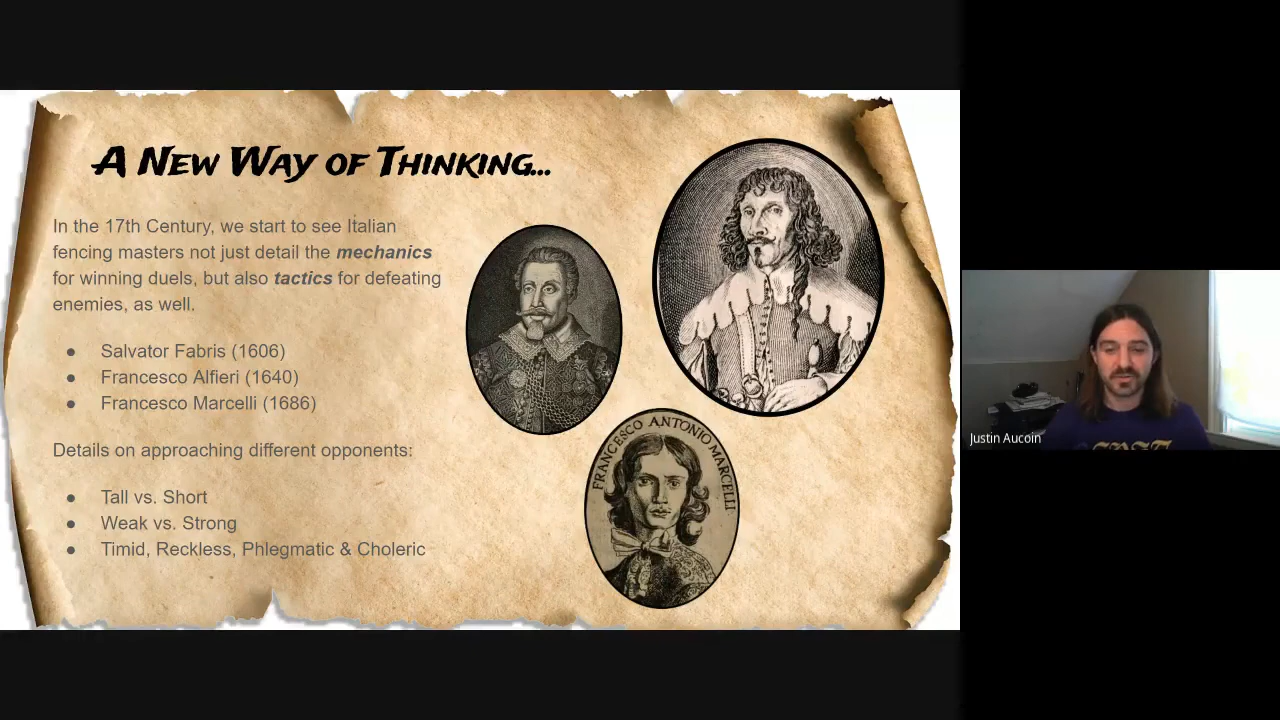 A New Way of Thinking...
In the 17th Century, we start to see Italian
fencing masters not just detail the mechanics
for winning duels, but also tactics for defeating
enemies, as well.
● Salvator Fabris (1606)
● Francesco Alfieri (1640)
● Francesco Marcelli (1686)
Details on approaching different opponents:
● Tall vs. Short
● Weak vs. Strong
● Timid, Reckless, Phlegmatic & Choleric
FRANCESCO ANTONIO MARCELLI
Justin Aucoin